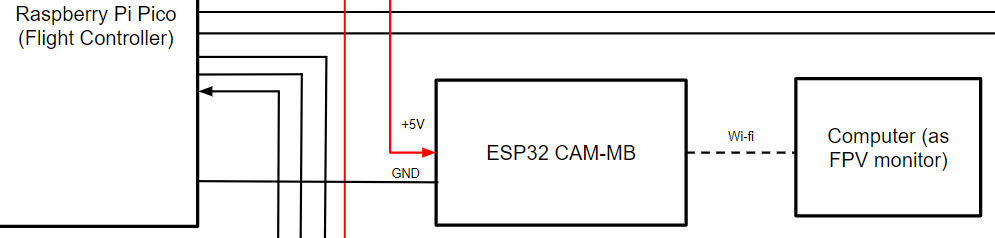 Raspberry Pi Pico
(Flight Controller)
+5V
GND
ESP32 CAM-MB
Wi-fi
Computer (as
FPV monitor)